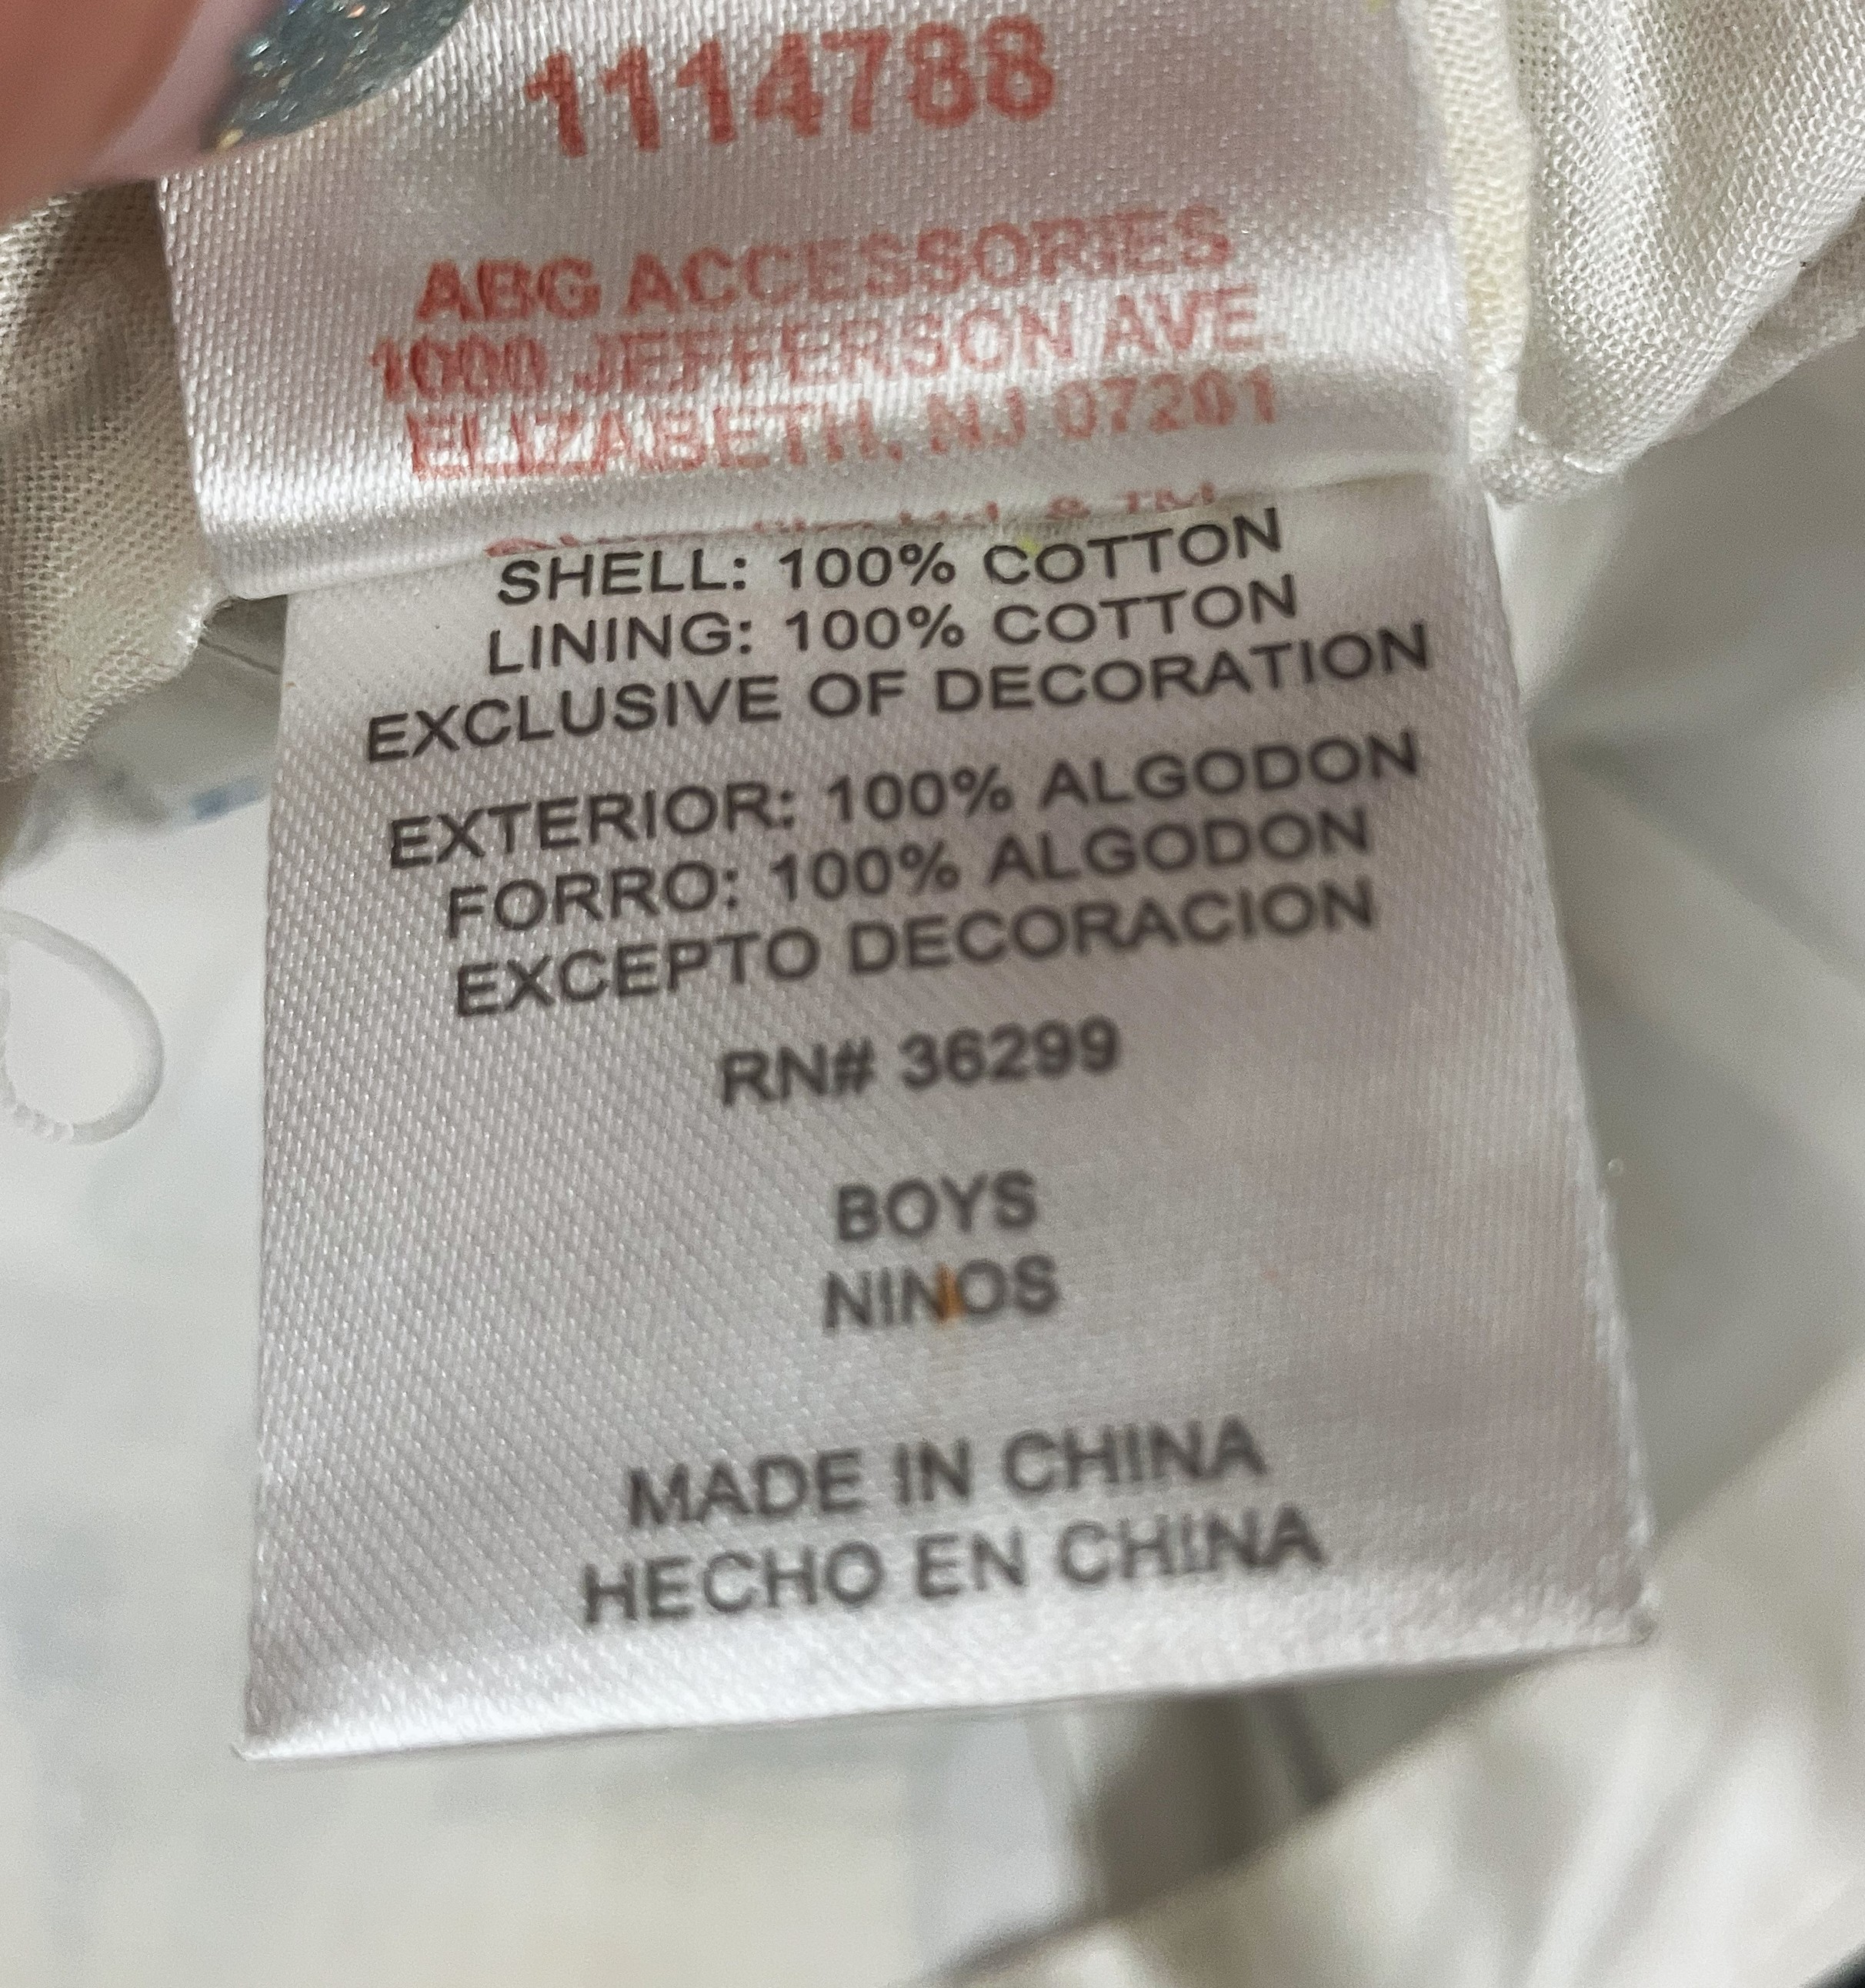 1114788
ABG ACCESSORIES
1000 JEFFERSON AVE.
ELIZABETH, NJ 07201
& TM
SHELL: 100% COTTON
LINING: 100% COTTON
EXCLUSIVE OF DECORATION
EXTERIOR: 100% ALGODON
FORRO: 100% ALGODON
EXCEPTO DECORACION
RN# 36299
BOYS
NINOS
MADE IN CHINA
HECHO EN CHINA